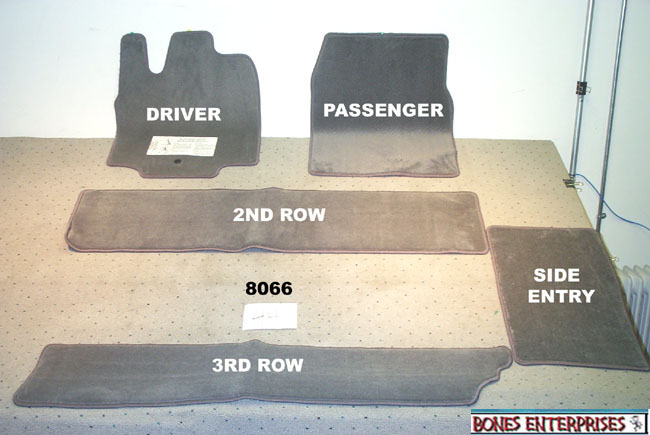 DRIVER
PASSENGER
2ND ROW
SIDE
ENTRY
8066
3RD ROW
BONES ENTERPRISES